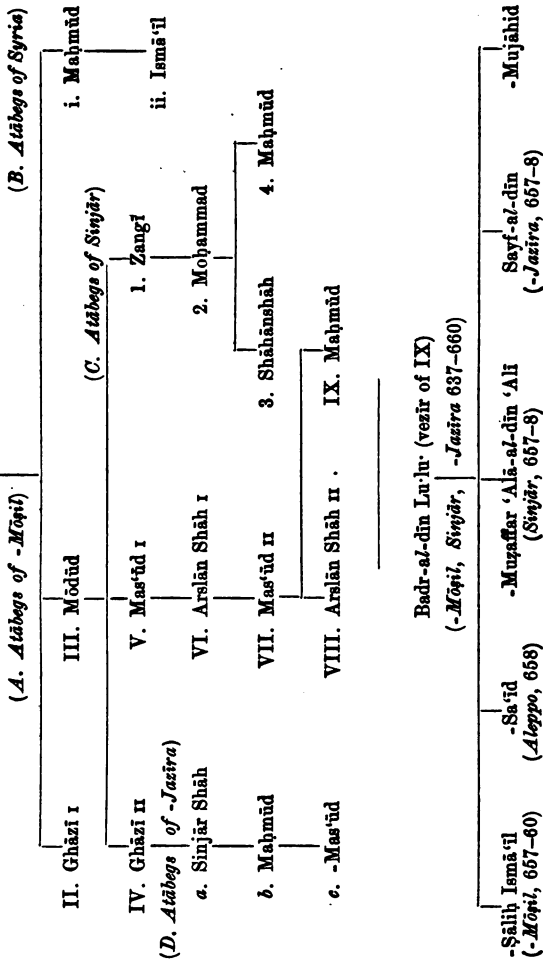 (A. Atābegs of -Mōṣil) (B. Atābegs of Syria)
II. Ghāzī I III. Mōdūd i. Maḥmūd
(C. Atābegs of Sinjār)
IV. Ghāzī II V. Mas‘ūd I 1. Zangī ii. Ismā‘īl
(D. Atābegs of -Jazīra)
a. Sinjār Shāh VI. Arslān Shāh I 2. Moḥammad
b. Maḥmūd VII. Mas‘ūd II 3. Shāhānshāh 4. Maḥmūd
c. -Mas‘ūd VIII. Arslān Shāh II IX. Maḥmūd
Badr-al-dīn Lu·lu· (vezīr of IX)
(-Mōṣil, Sinjār, -Jazīra 637–660)
-Ṣāliḥ Ismā‘īl -Sa‘īd -Muẓaffar ‘Alā-al-dīn ‘Alī Sayf-al-dīn -Mujāhid
(-Mōṣil, 657–60) (Aleppo, 658) (Sinjār, 657–8) (-Jazīra, 657–8)